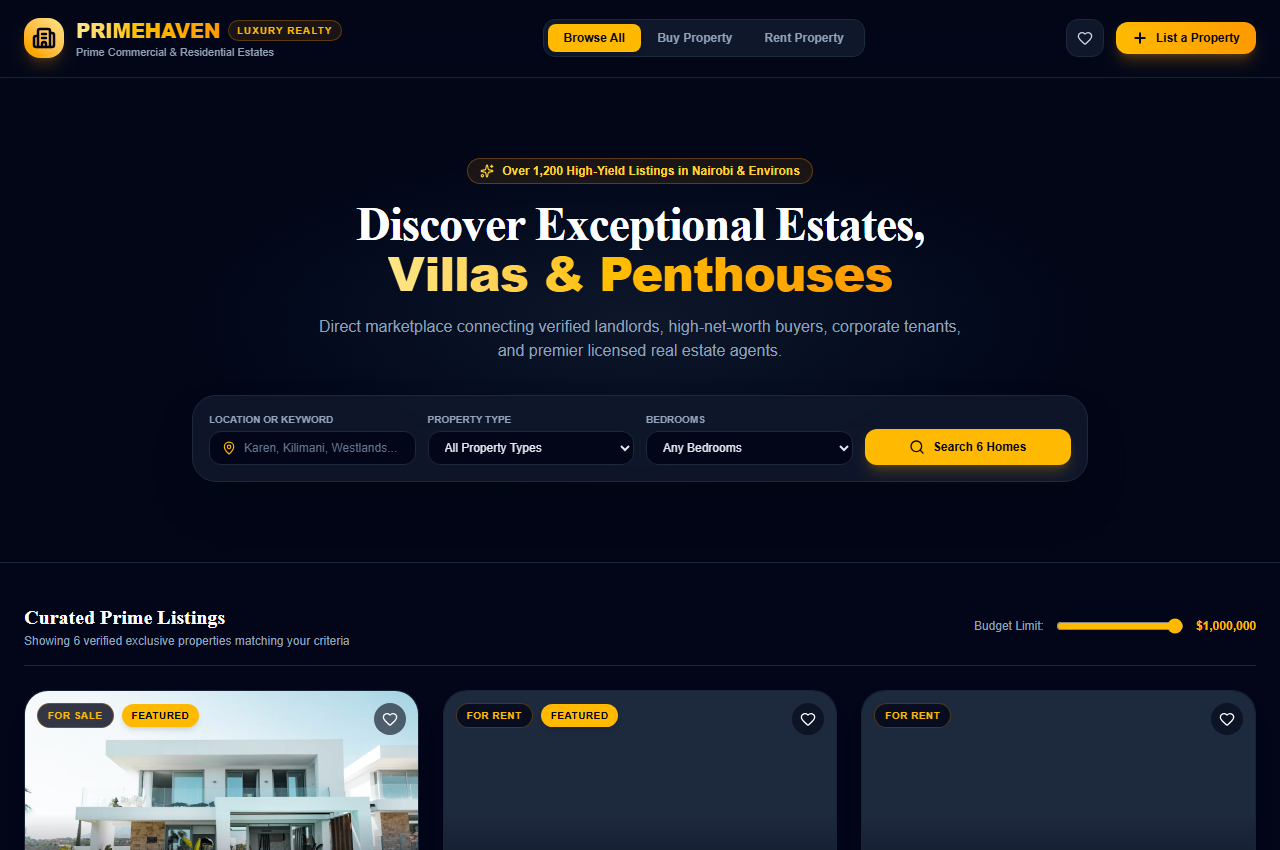 PRIMEHAVEN LUXURY REALTY
Prime Commercial & Residential Estates
Browse All
Buy Property
Rent Property
List a Property
Over 1,200 High-Yield Listings in Nairobi & Environs
Discover Exceptional Estates,
Villas & Penthouses
Direct marketplace connecting verified landlords, high-net-worth buyers, corporate tenants,
and premier licensed real estate agents.
LOCATION OR KEYWORD
Karen, Kilimani, Westlands...
PROPERTY TYPE
All Property Types
BEDROOMS
Any Bedrooms
Search 6 Homes
Curated Prime Listings
Showing 6 verified exclusive properties matching your criteria
Budget Limit:
$1,000,000
FOR SALE
FEATURED
FOR RENT
FEATURED
FOR RENT